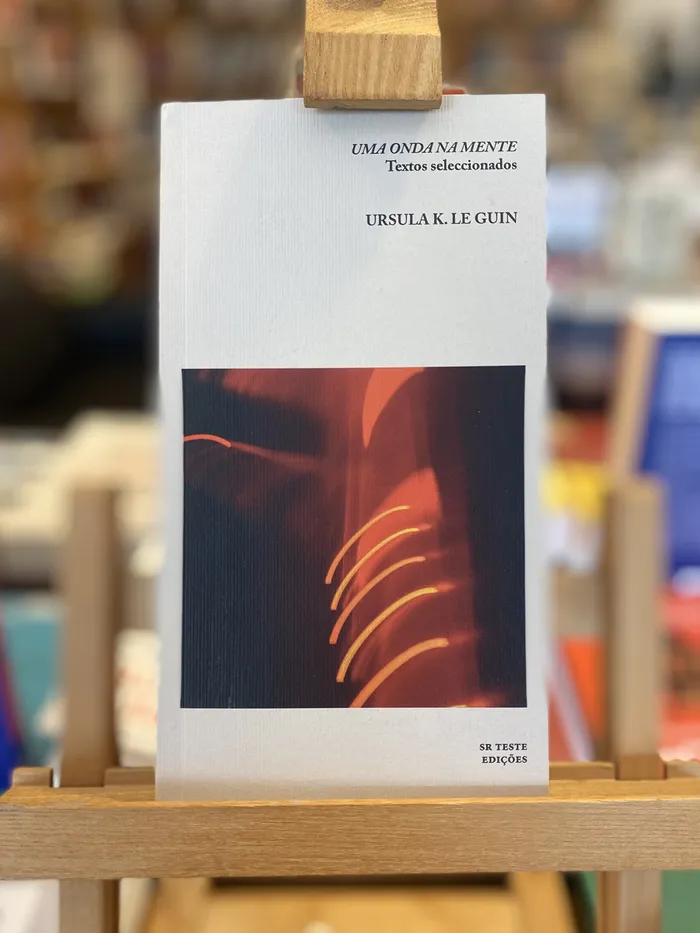 UMA ONDA NA MENTE
Textos seleccionados
URSULA K. LE GUIN
SR TESTE
EDIÇÕES